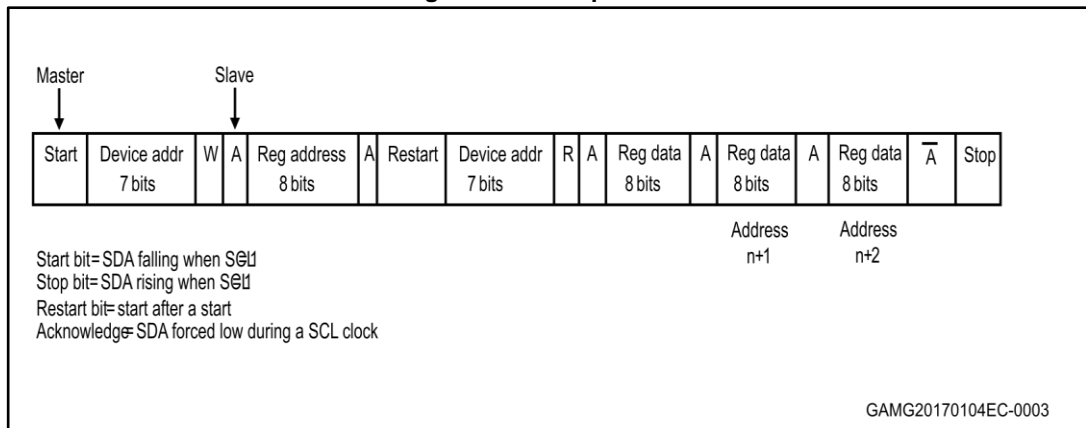 Master Slave
Start Device addr 7 bits W A Reg address 8 bits A Restart Device addr 7 bits R A Reg data 8 bits A Reg data 8 bits A Reg data 8 bits A Stop
Address n+1 Address n+2
Start bit= SDA falling when SCL=1
Stop bit= SDA rising when SCL=1
Restart bit= start after a start
Acknowledge= SDA forced low during a SCL clock
GAMG20170104EC-0003